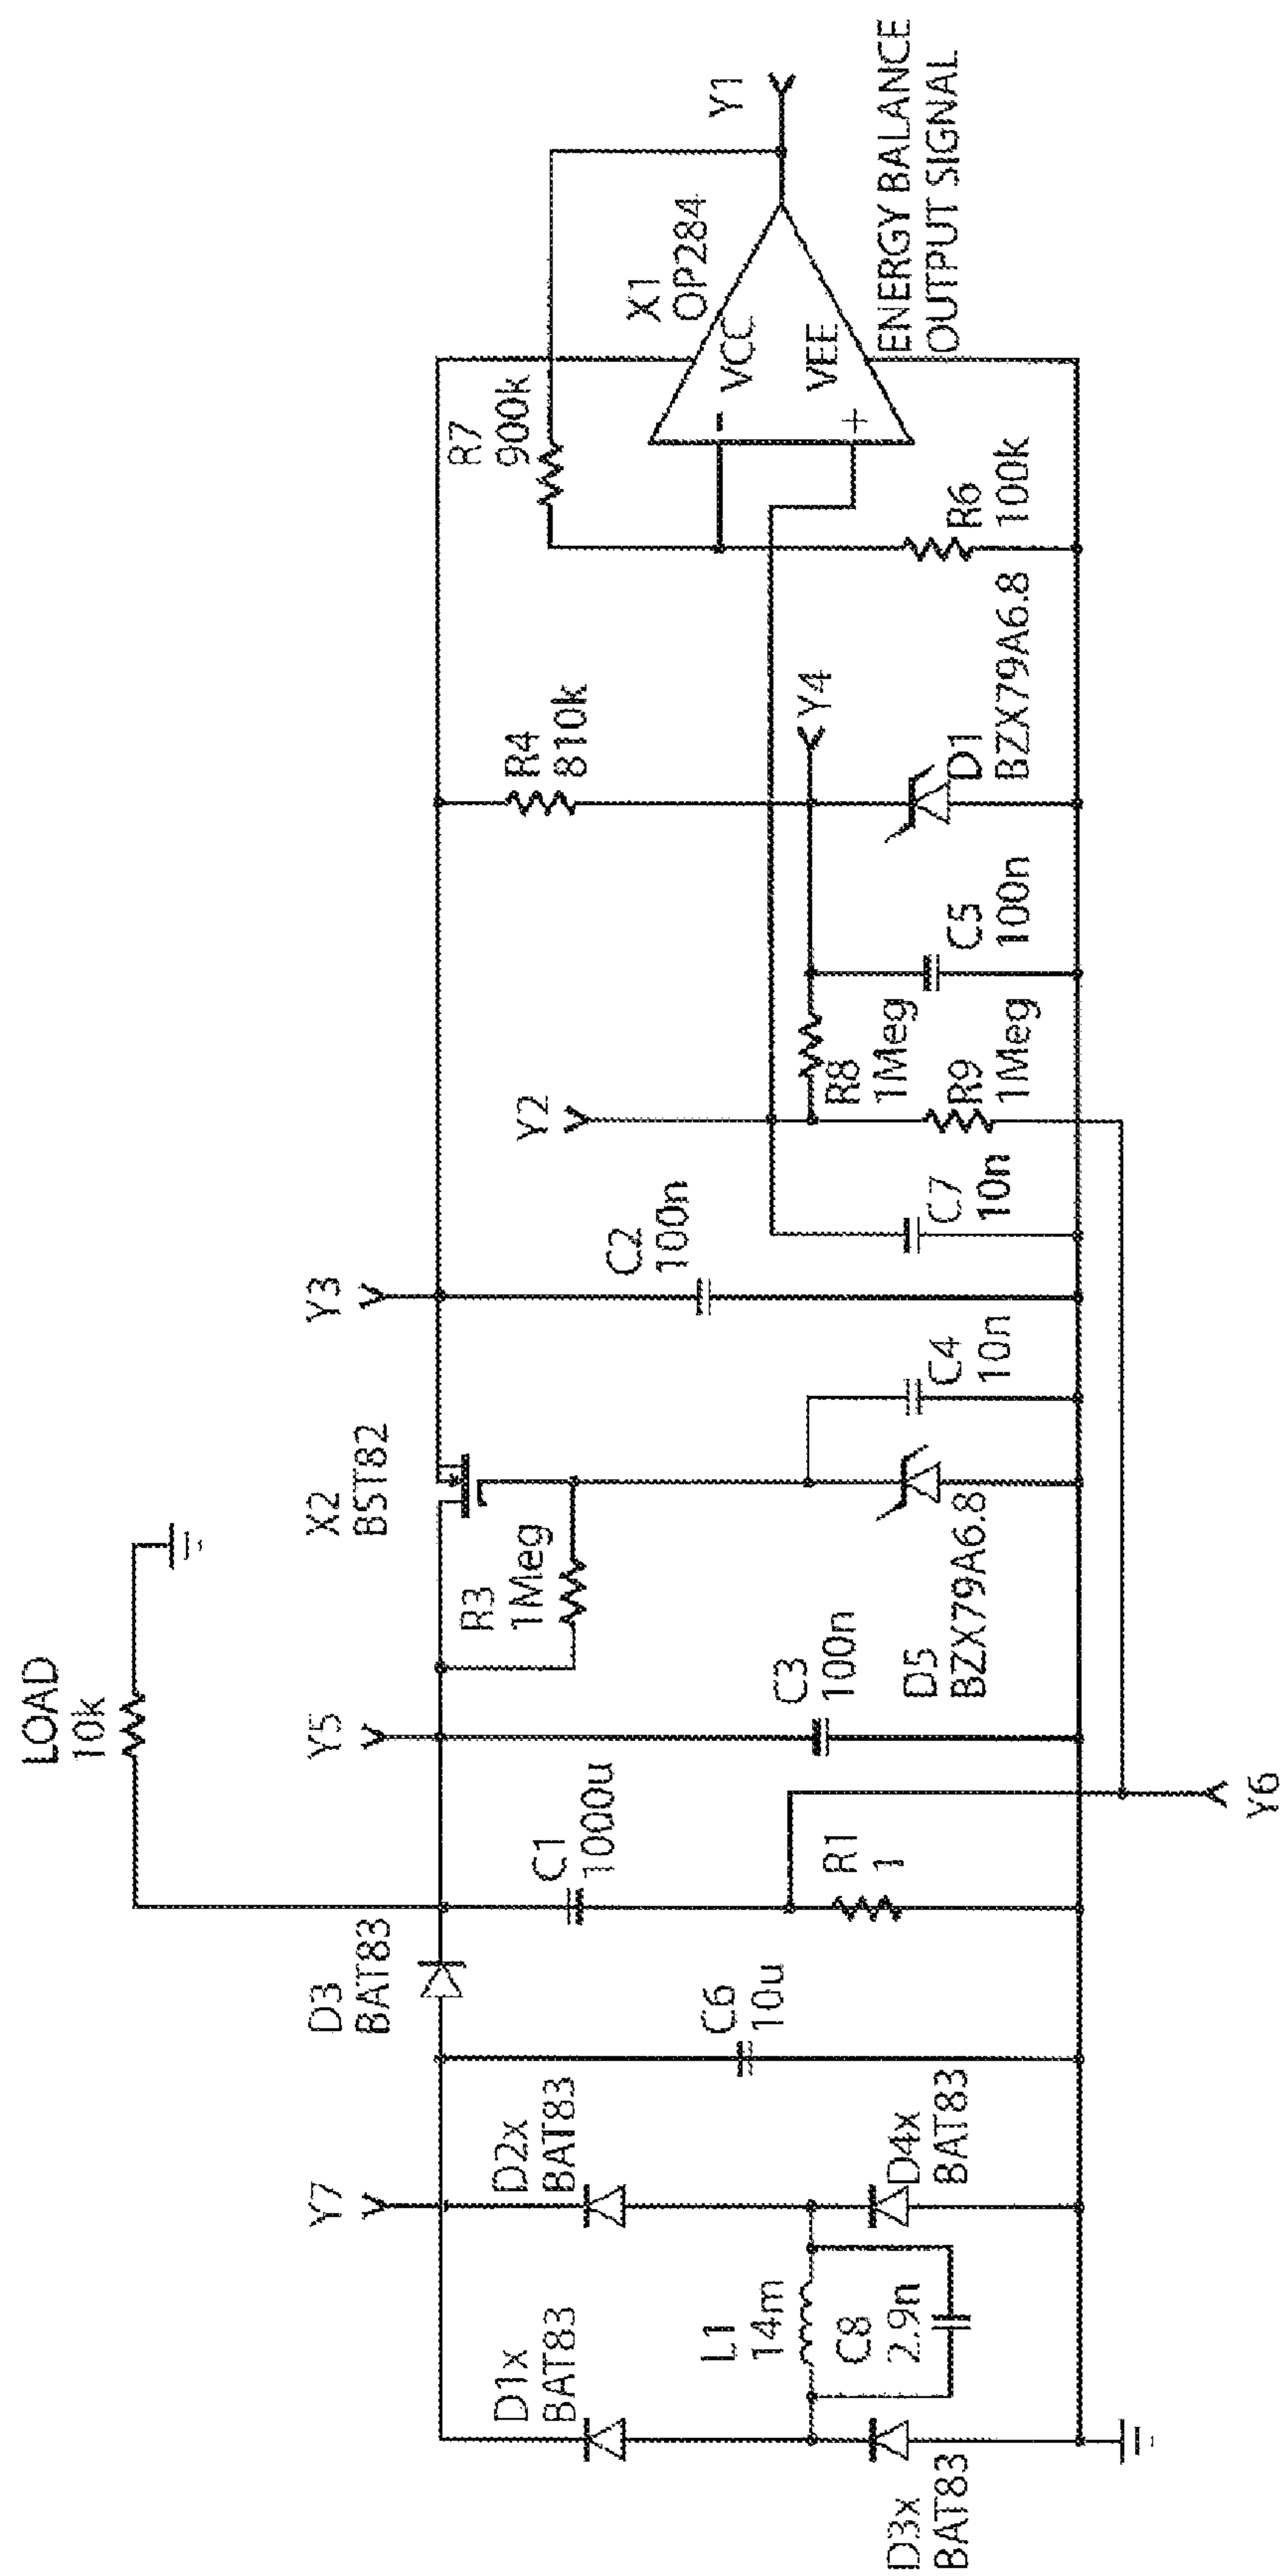 LOAD
10k
Y7
D3
BAT83
Y5
X2
BST82
Y3
Y2
D1x
BAT83
D2x
BAT83
C6
10u
C1
1000u
R3
1Meg
C2
100n
R4
810k
R7
900k
X1
OP284
Y1
VCC
-
VEE
+
L1
14m
C8
2.9n
D3x
BAT83
D4x
BAT83
R1
1
C3
100n
D5
BZX79A6.8
C4
10n
C7
10n
R8
1Meg
R9
1Meg
C5
100n
Y4
D1
BZX79A6.8
R6
100k
ENERGY BALANCE
OUTPUT SIGNAL
Y6